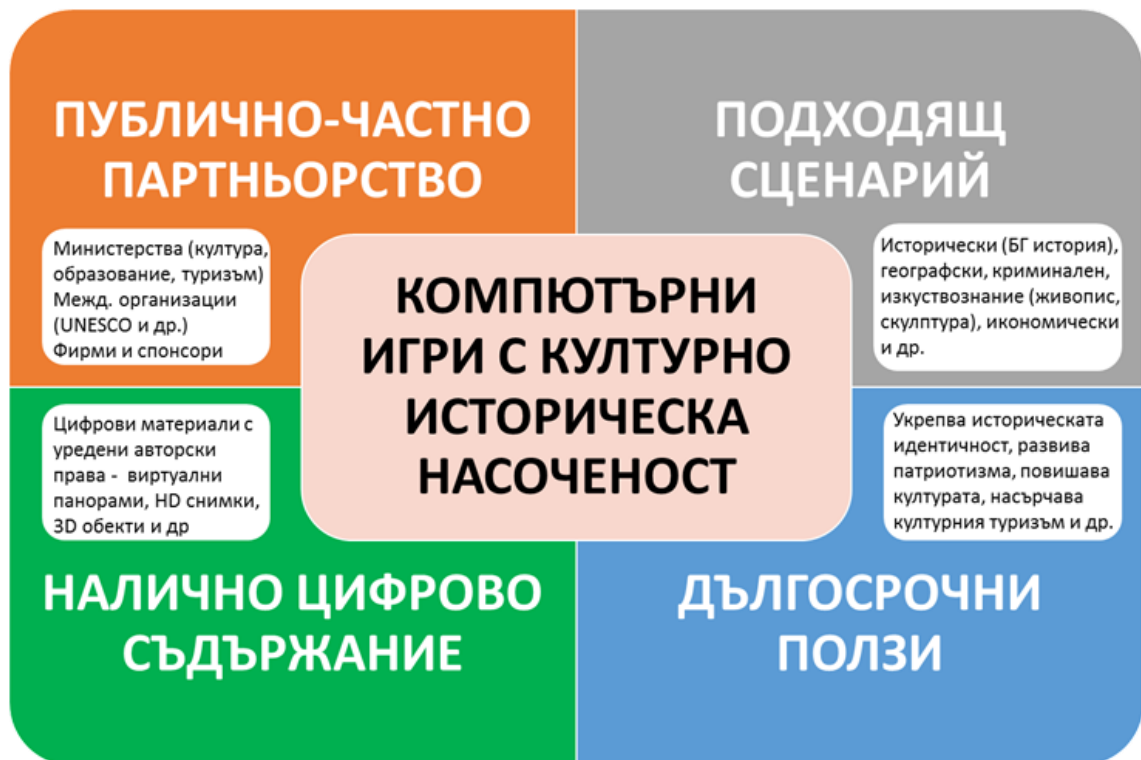 ПУБЛИЧНО-ЧАСТНО
ПАРТНЬОРСТВО
Министерства (култура,
образование, туризъм)
Межд. организации
(UNESCO и др.)
Фирми и спонсори
ПОДХОДЯЩ
СЦЕНАРИЙ
Исторически (БГ история),
географски, криминален,
изкуствознание (живопис,
скулптура), икономически
и др.
КОМПЮТЪРНИ
ИГРИ С КУЛТУРНО
ИСТОРИЧЕСКА
НАСОЧЕНОСТ
Цифрови материали с
уредени авторски
права - виртуални
панорами, HD снимки,
3D обекти и др
НАЛИЧНО ЦИФРОВО
СЪДЪРЖАНИЕ
Укрепва историческата
идентичност, развива
патриотизма, повишава
културата, насърчава
културния туризъм и др.
ДЪЛГОСРОЧНИ
ПОЛЗИ